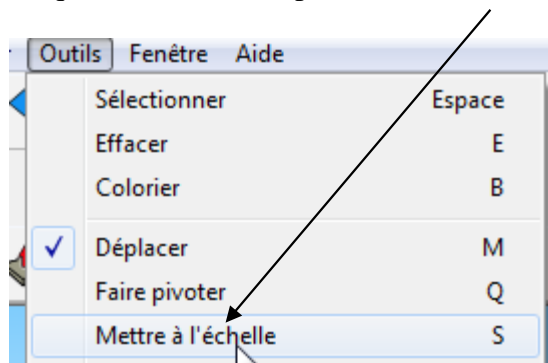 Outils Fenêtre Aide
Sélectionner Espace
Effacer E
Colorier B
Déplacer M
Faire pivoter Q
Mettre à l'échelle S